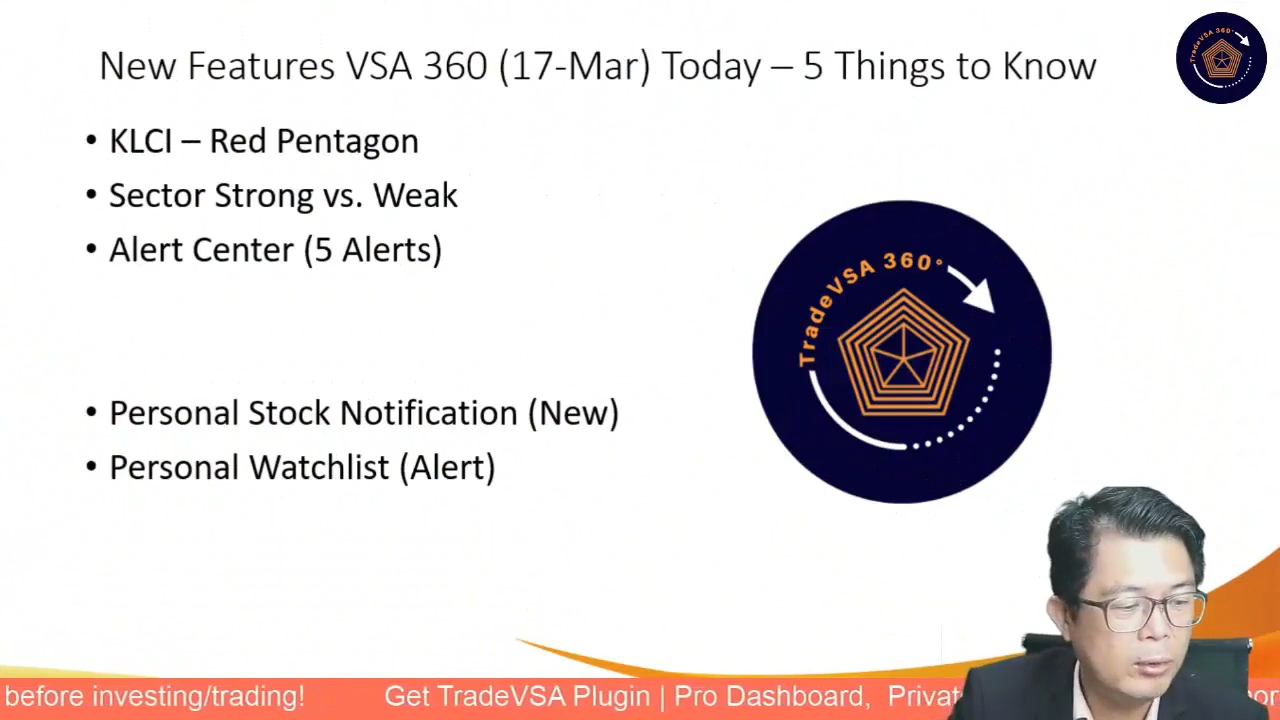 New Features VSA 360 (17-Mar) Today – 5 Things to Know
TradeVSA 360°
• KLCI – Red Pentagon
• Sector Strong vs. Weak
• Alert Center (5 Alerts)
• Personal Stock Notification (New)
• Personal Watchlist (Alert)
TradeVSA 360°
before investing/trading! Get TradeVSA Plugin | Pro Dashboard,